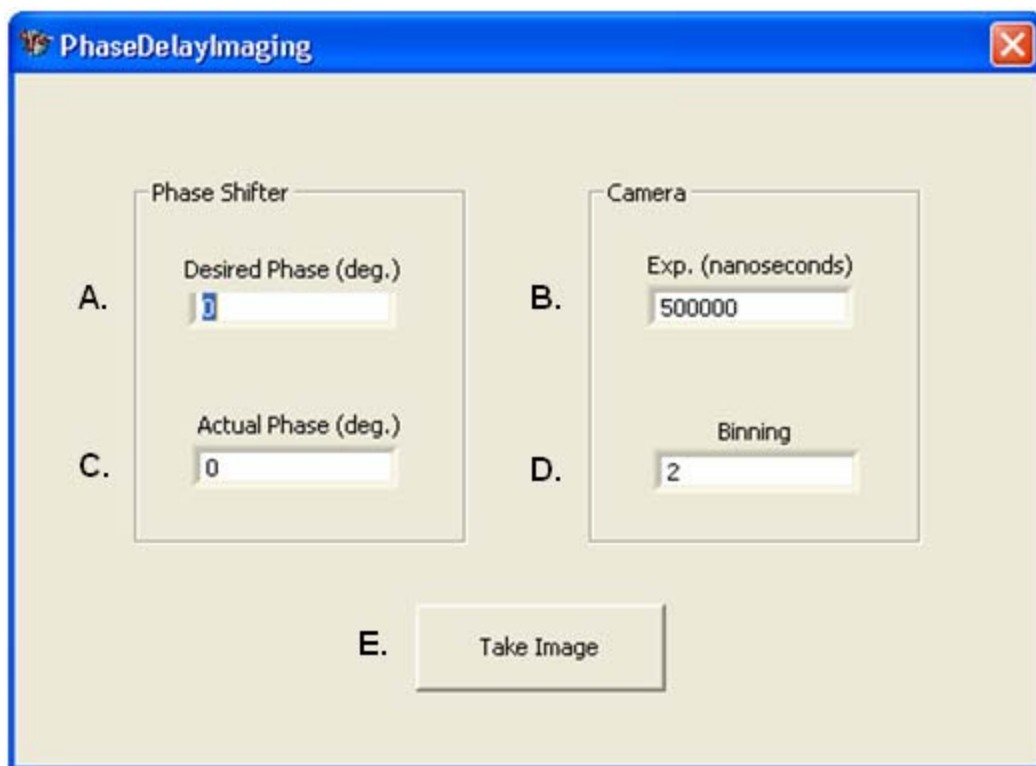 PhaseDelayImaging
Phase Shifter
Camera
A.
Desired Phase (deg.)
0
B.
Exp. (nanoseconds)
500000
C.
Actual Phase (deg.)
0
D.
Binning
2
E.
Take Image